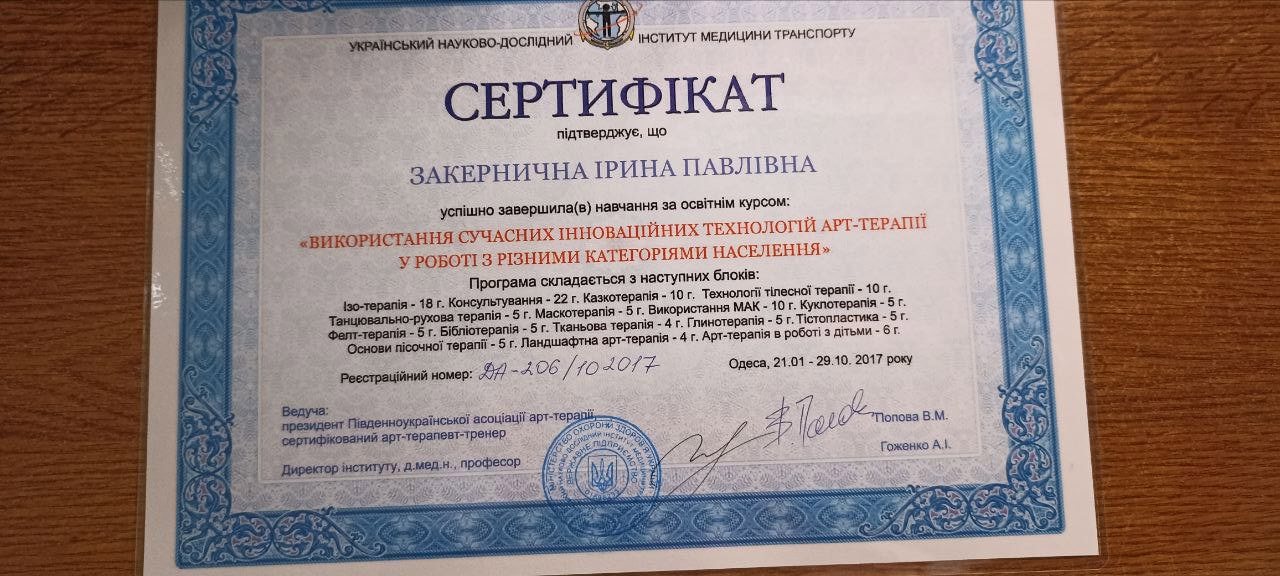 УКРАЇНСЬКИЙ НАУКОВО-ДОСЛІДНИЙ ІНСТИТУТ МЕДИЦИНИ ТРАНСПОРТУ
СЕРТИФІКАТ
підтверджує, що
ЗАКЕРНИЧНА ІРИНА ПАВЛІВНА
успішно завершила(в) навчання за освітнім курсом:
«ВИКОРИСТАННЯ СУЧАСНИХ ІННОВАЦІЙНИХ ТЕХНОЛОГІЙ АРТ-ТЕРАПІЇ
У РОБОТІ З РІЗНИМИ КАТЕГОРІЯМИ НАСЕЛЕННЯ»
Програма складається з наступних блоків:
Ізо-терапія - 18 г. Консультування - 22 г. Казкотерапія - 10 г. Технології тілесної терапії - 10 г.
Танцювально-рухова терапія - 5 г. Маскотерапія - 5 г. Використання МАК - 10 г. Куклотерапія - 5 г.
Фелт-терапія - 5 г. Бібліотерапія - 5 г. Тканьова терапія - 4 г. Глинотерапія - 5 г. Тістопластика - 5 г.
Основи пісочної терапії - 5 г. Ландшафтна арт-терапія - 4 г. Арт-терапія в роботі з дітьми - 6 г.
Реєстраційний номер: ДА-206/102017 Одеса, 21.01 - 29.10. 2017 року
Ведуча:
президент Південноукраїнської асоціації арт-терапії,
сертифікований арт-терапевт-тренер Попова В.М.
Директор інституту, д.мед.н., професор Гоженко А.І.